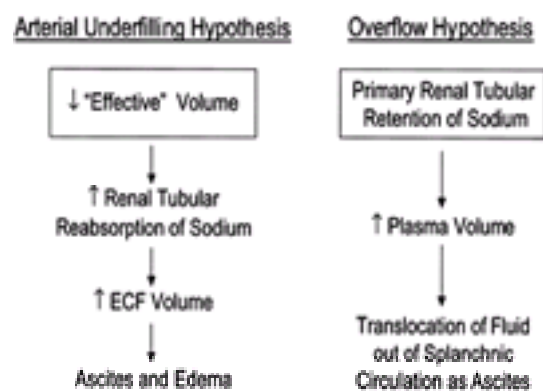 Arterial Underfilling Hypothesis
↓ "Effective" Volume
↑ Renal Tubular
Reabsorption of Sodium
↑ ECF Volume
Ascites and Edema
Overflow Hypothesis
Primary Renal Tubular
Retention of Sodium
↑ Plasma Volume
Translocation of Fluid
out of Splanchnic
Circulation as Ascites